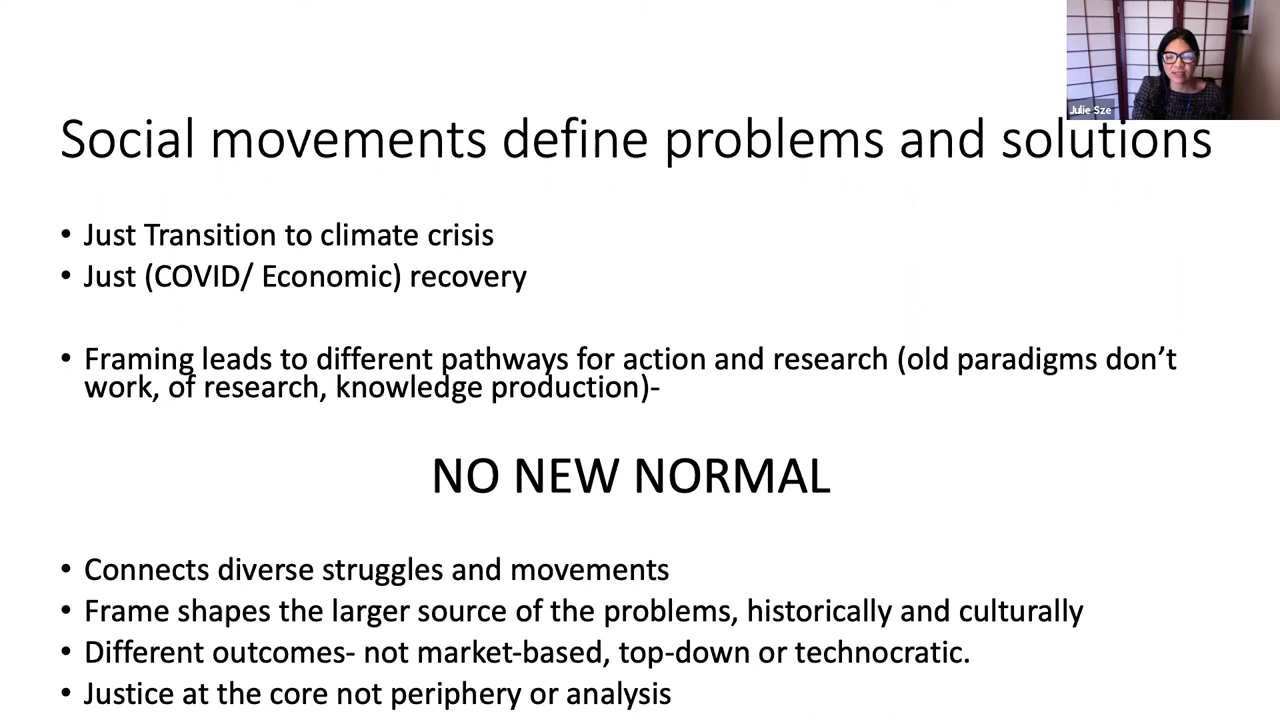 Julie Sze
Social movements define problems and solutions
• Just Transition to climate crisis
• Just (COVID/ Economic) recovery
• Framing leads to different pathways for action and research (old paradigms don’t
work, of research, knowledge production)-
NO NEW NORMAL
• Connects diverse struggles and movements
• Frame shapes the larger source of the problems, historically and culturally
• Different outcomes- not market-based, top-down or technocratic.
• Justice at the core not periphery or analysis